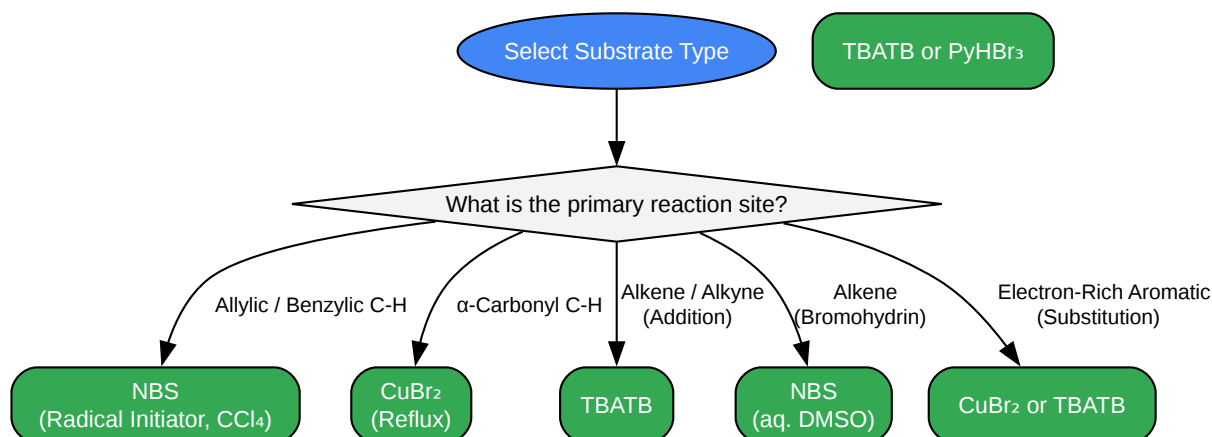 Select Substrate Type
TBATB or PyHBr₃
What is the primary reaction site?
Allylic / Benzylic C-H
α-Carbonyl C-H
Alkene / Alkyne
(Addition)
Alkene
(Bromohydrin)
Electron-Rich Aromatic
(Substitution)
NBS
(Radical Initiator, CCl₄)
CuBr₂
(Reflux)
TBATB
NBS
(aq. DMSO)
CuBr₂ or TBATB